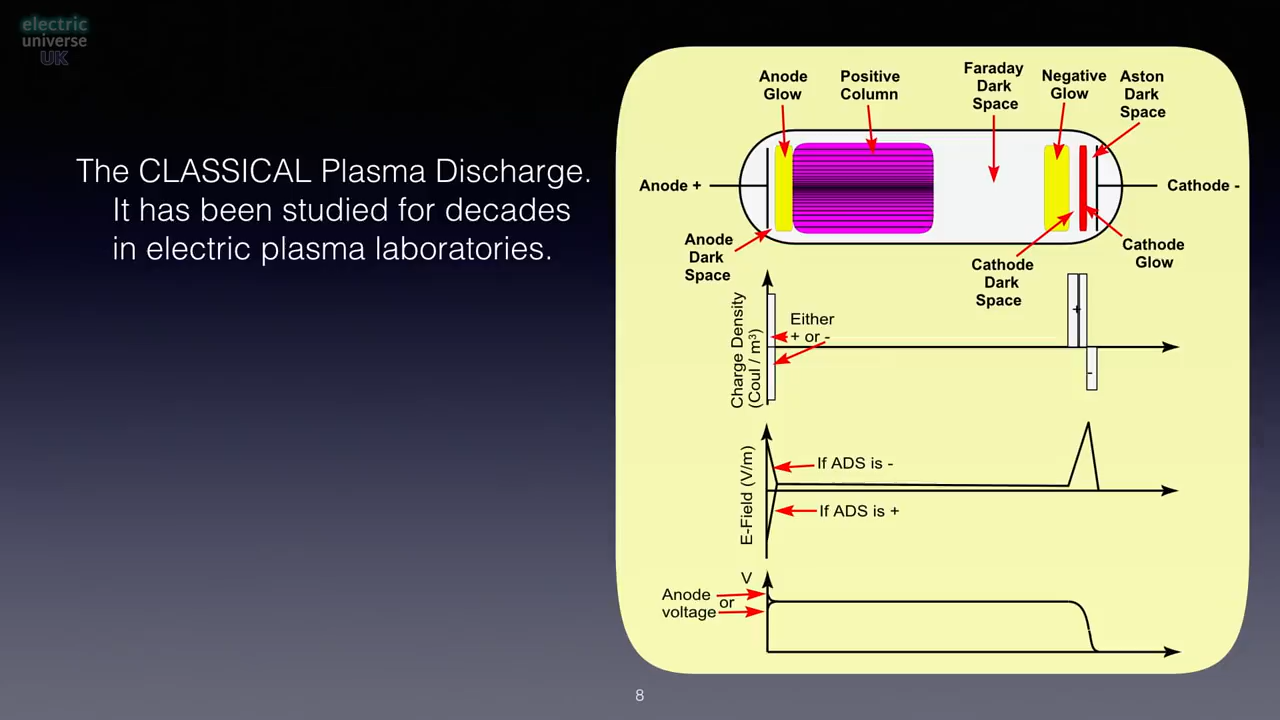 electric
universe
UK
The CLASSICAL Plasma Discharge.
It has been studied for decades
in electric plasma laboratories.
Anode
Glow
Positive
Column
Faraday
Dark
Space
Negative
Glow
Aston
Dark
Space
Anode +
Cathode -
Anode
Dark
Space
Cathode
Dark
Space
Cathode
Glow
Charge Density
(Coul / m³)
Either
+ or -
+
-
E-Field (V/m)
If ADS is -
If ADS is +
V
Anode
or
voltage
8